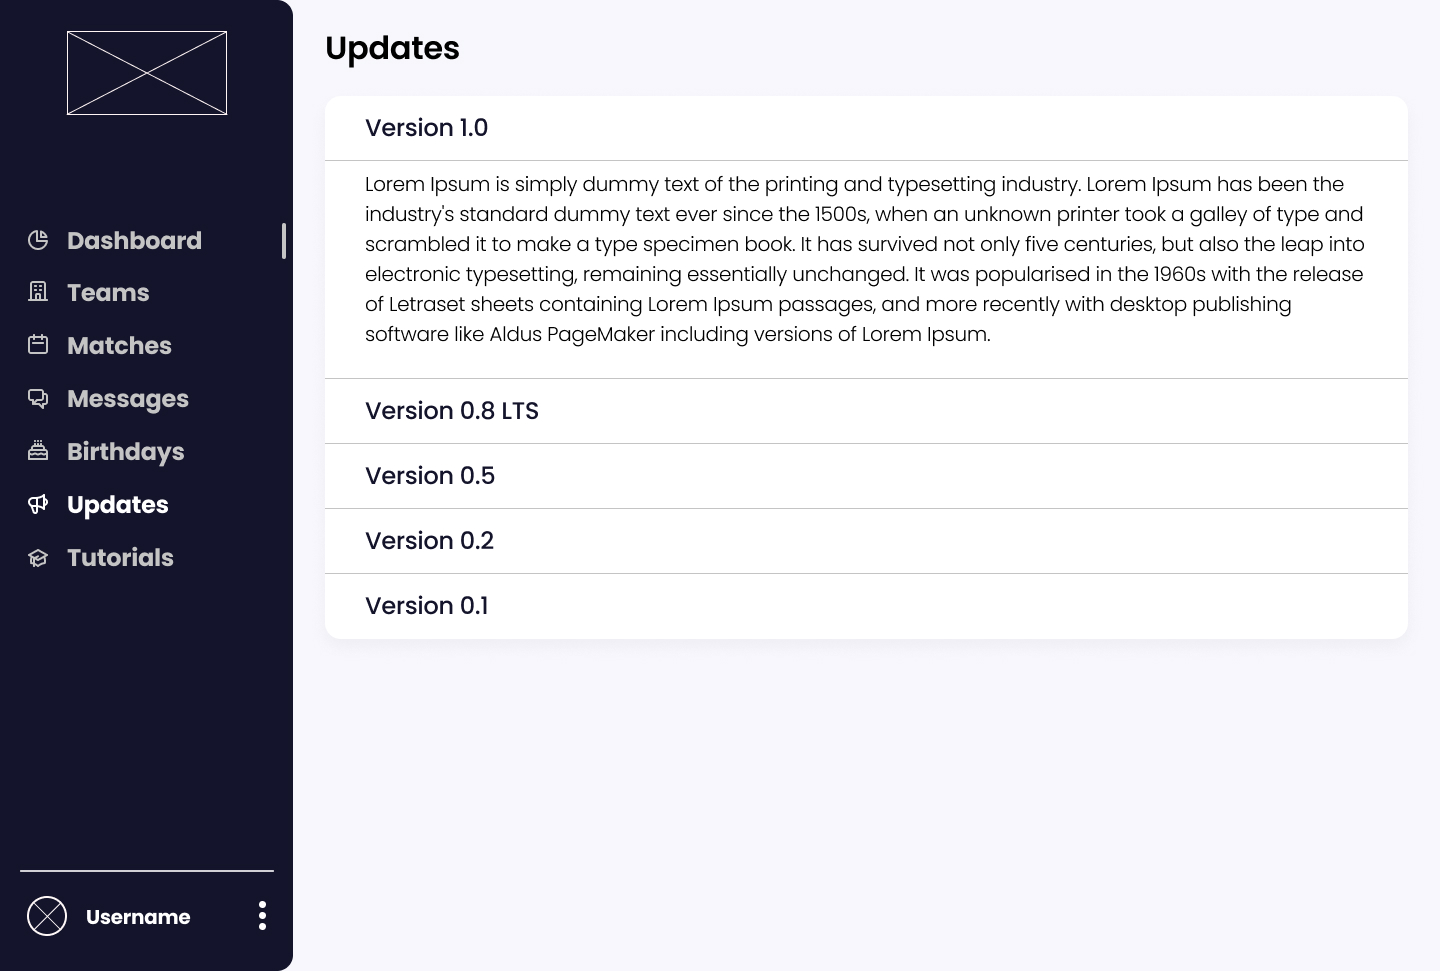 Dashboard
Teams
Matches
Messages
Birthdays
Updates
Tutorials
Username
Updates
Version 1.0
Lorem Ipsum is simply dummy text of the printing and typesetting industry. Lorem Ipsum has been the
industry's standard dummy text ever since the 1500s, when an unknown printer took a galley of type and
scrambled it to make a type specimen book. It has survived not only five centuries, but also the leap into
electronic typesetting, remaining essentially unchanged. It was popularised in the 1960s with the release
of Letraset sheets containing Lorem Ipsum passages, and more recently with desktop publishing
software like Aldus PageMaker including versions of Lorem Ipsum.
Version 0.8 LTS
Version 0.5
Version 0.2
Version 0.1